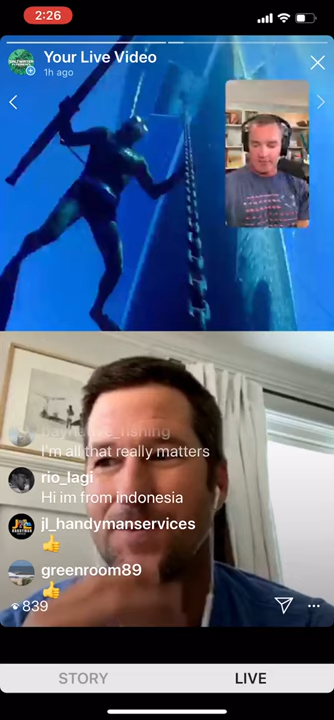 2:26
Your Live Video
1h ago
I'm all that really matters
rio_lagi
Hi im from indonesia
jl_handymanservices
👍
greenroom89
👍
839
STORY
LIVE